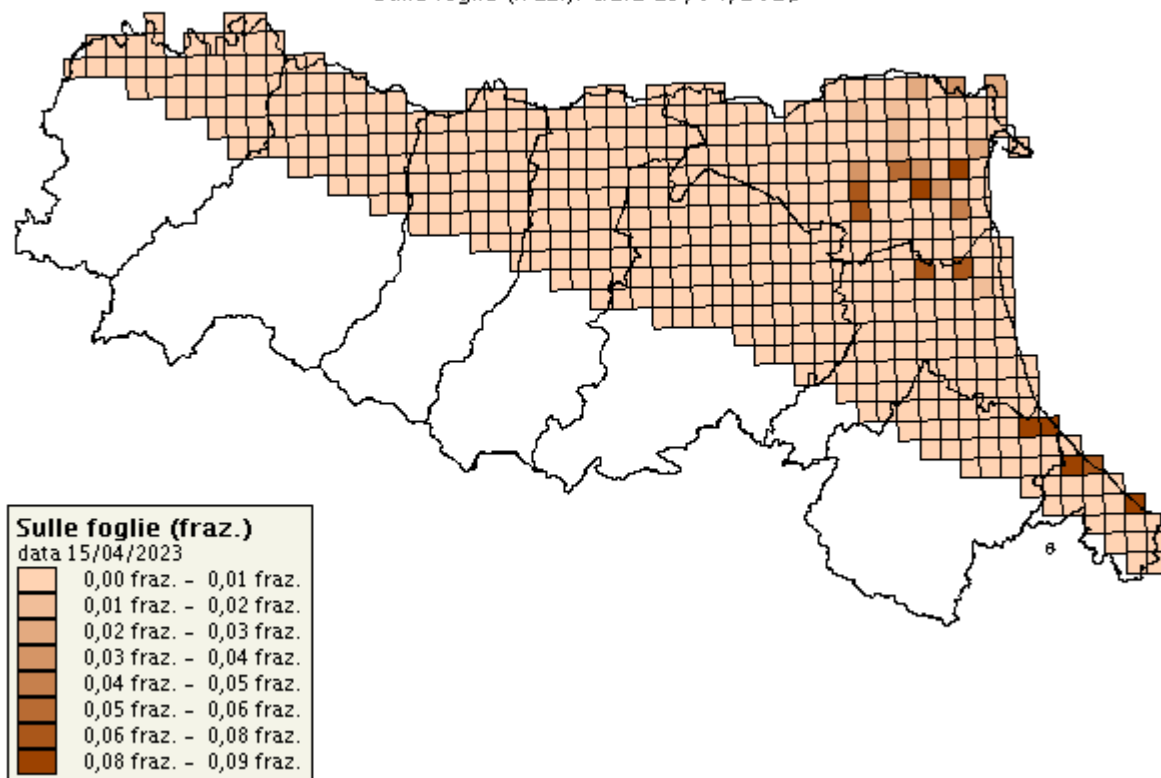 Sulle foglie (fraz.)
data 15/04/2023
0,00 fraz. - 0,01 fraz.
0,01 fraz. - 0,02 fraz.
0,02 fraz. - 0,03 fraz.
0,03 fraz. - 0,04 fraz.
0,04 fraz. - 0,05 fraz.
0,05 fraz. - 0,06 fraz.
0,06 fraz. - 0,08 fraz.
0,08 fraz. - 0,09 fraz.